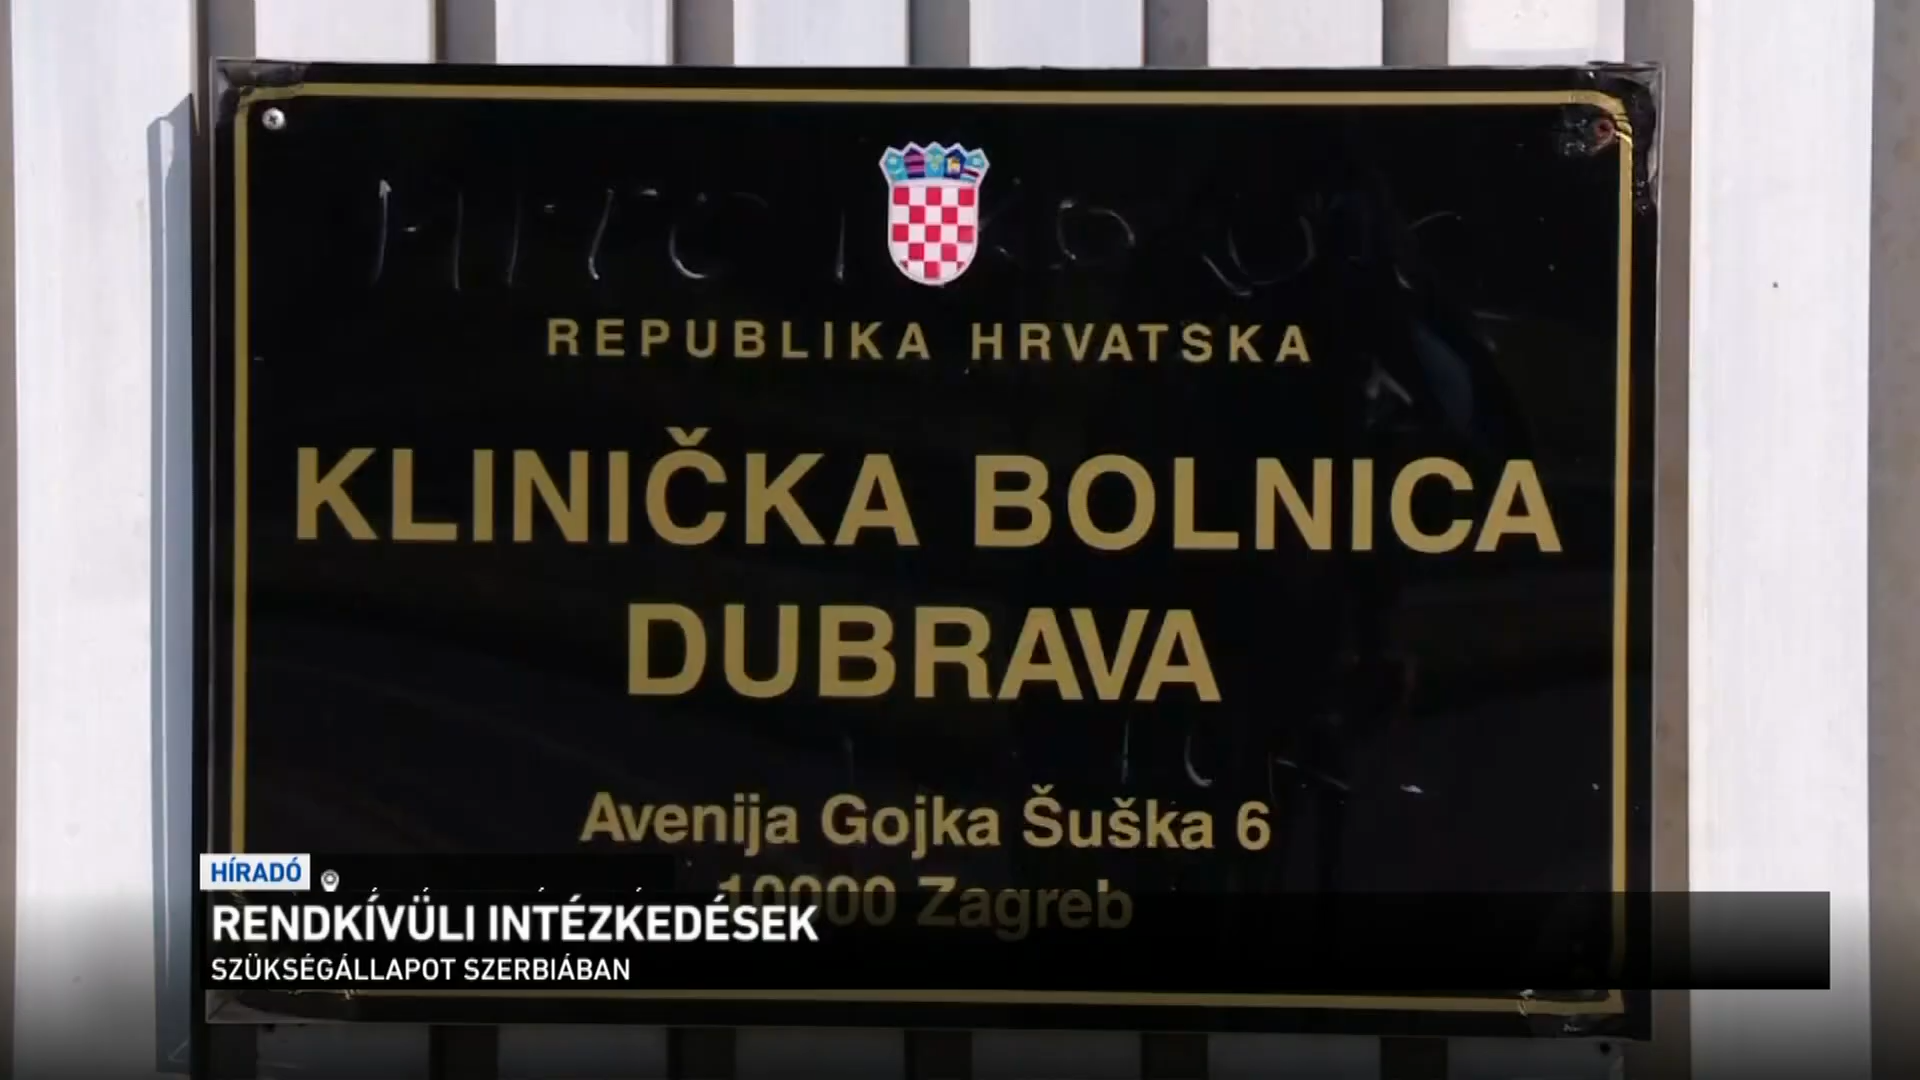 REPUBLIKA HRVATSKA
KLINIČKA BOLNICA
DUBRAVA
Avenija Gojka Šuška 6
10000 Zagreb
HÍRADÓ
RENDKÍVÜLI INTÉZKEDÉSEK
SZÜKSÉGÁLLAPOT SZERBIÁBAN